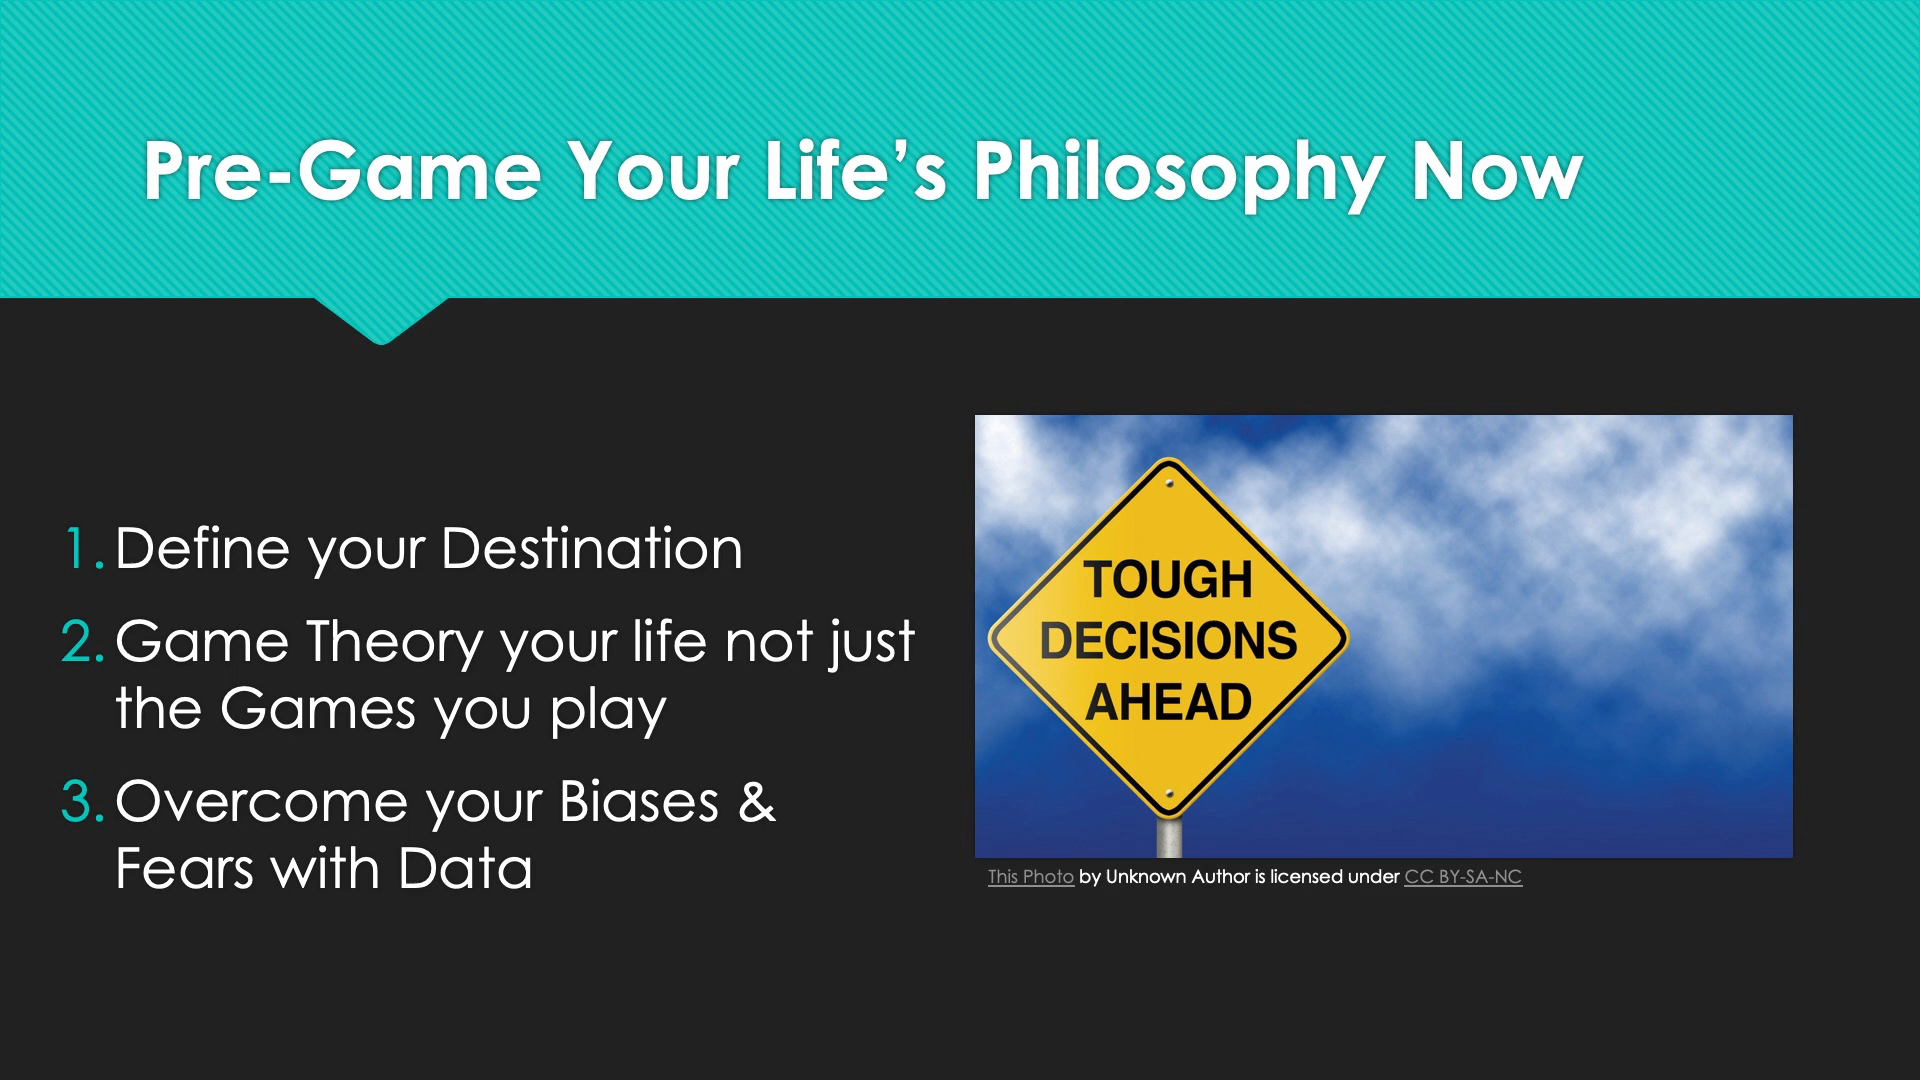 Pre-Game Your Life’s Philosophy Now
1. Define your Destination
2. Game Theory your life not just
the Games you play
3. Overcome your Biases &
Fears with Data
TOUGH
DECISIONS
AHEAD
This Photo by Unknown Author is licensed under CC BY-SA-NC